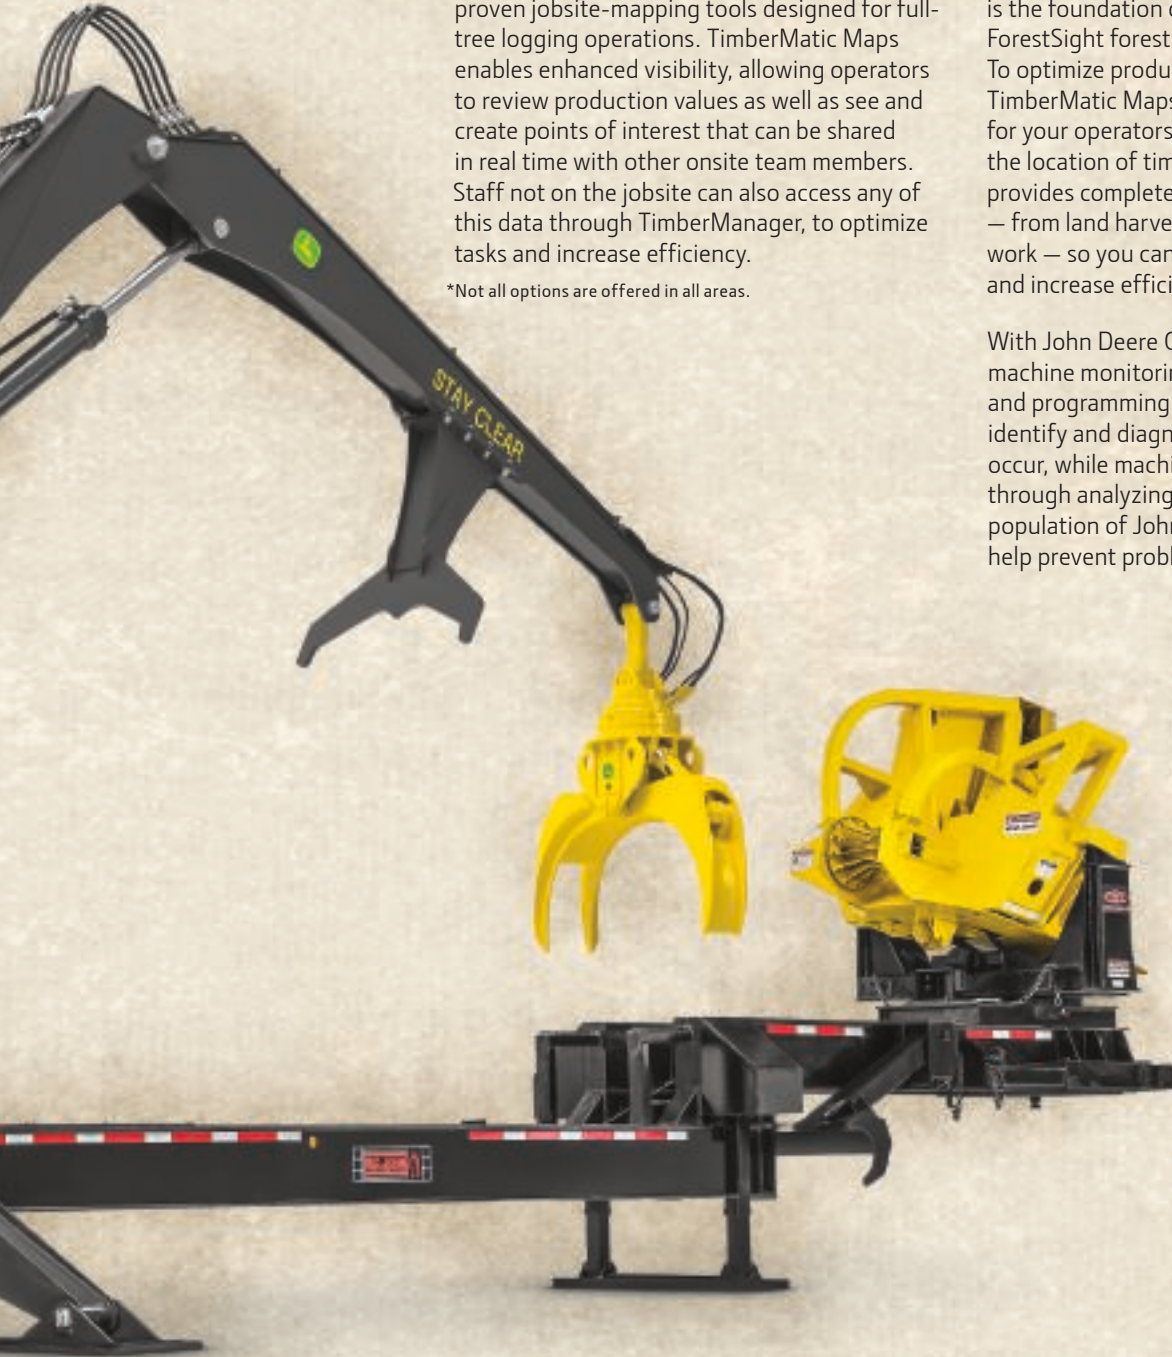 proven jobsite-mapping tools designed for full-
tree logging operations. TimberMatic Maps
enables enhanced visibility, allowing operators
to review production values as well as see and
create points of interest that can be shared
in real time with other onsite team members.
Staff not on the jobsite can also access any of
this data through TimberManager, to optimize
tasks and increase efficiency.
*Not all options are offered in all areas.
is the foundation
ForestSight forest
To optimize produ
TimberMatic Maps
for your operators
the location of tim
provides complete
— from land harve
work — so you can
and increase effici
With John Deere
machine monitorin
and programming
identify and diagn
occur, while machi
through analyzing
population of John
help prevent probl
STAY CLEAR